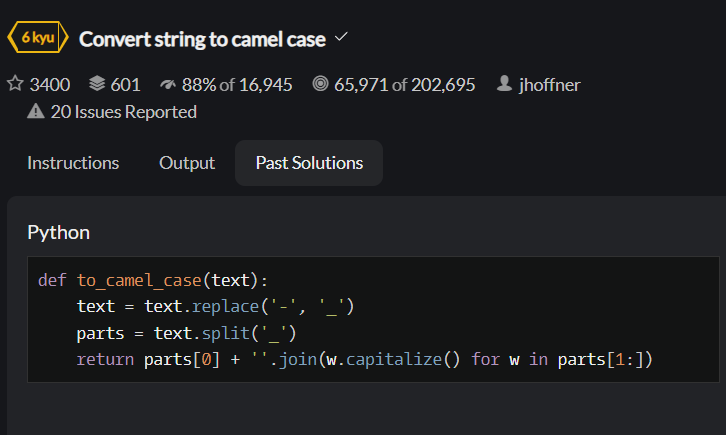 6 kyu Convert string to camel case
3400 601 88% of 16,945 65,971 of 202,695 jhoffner
20 Issues Reported
Instructions Output Past Solutions
Python
def to_camel_case(text):
    text = text.replace('-', '_')
    parts = text.split('_')
    return parts[0] + ''.join(w.capitalize() for w in parts[1:])